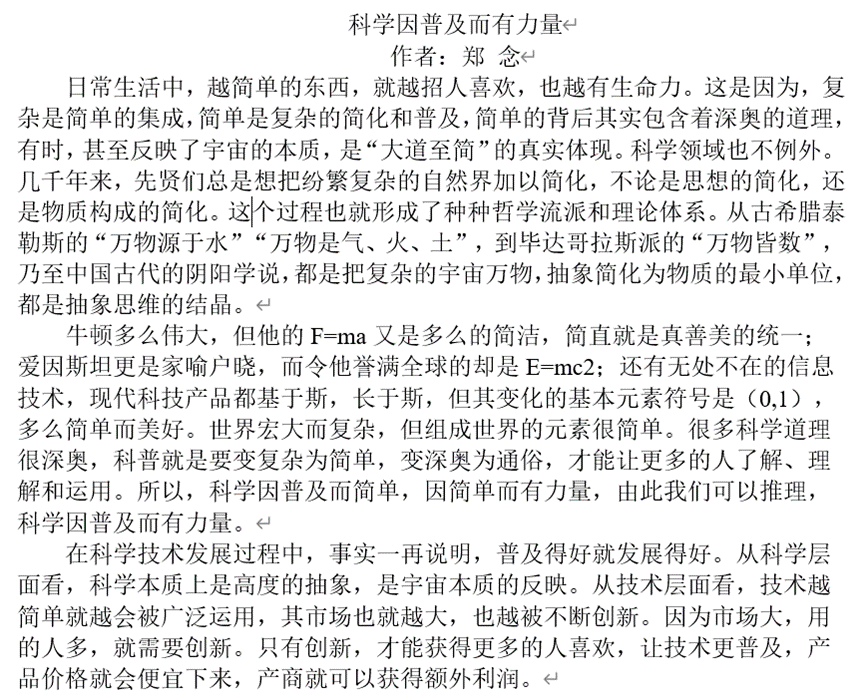 科学因普及而有力量
作者：郑 念
日常生活中，越简单的东西，就越招人喜欢，也越有生命力。这是因为，复
杂是简单的集成，简单是复杂的简化和普及，简单的背后其实包含着深奥的道理，
有时，甚至反映了宇宙的本质，是“大道至简”的真实体现。科学领域也不例外。
几千年来，先贤们总是想把纷繁复杂的自然界加以简化，不论是思想的简化，还
是物质构成的简化。这个过程也就形成了种种哲学流派和理论体系。从古希腊泰
勒斯的“万物源于水”“万物是气、火、土”，到毕达哥拉斯派的“万物皆数”，
乃至中国古代的阴阳学说，都是把复杂的宇宙万物，抽象简化为物质的最小单位，
都是抽象思维的结晶。
牛顿多么伟大，但他的 F=ma 又是多么的简洁，简直就是真善美的统一；
爱因斯坦更是家喻户晓，而令他誉满全球的却是 E=mc2；还有无处不在的信息
技术，现代科技产品都基于斯，长于斯，但其变化的基本元素符号是（0,1），
多么简单而美好。世界宏大而复杂，但组成世界的元素很简单。很多科学道理
很深奥，科普就是要变复杂为简单，变深奥为通俗，才能让更多的人了解、理
解和运用。所以，科学因普及而简单，因简单而有力量，由此我们可以推理，
科学因普及而有力量。
在科学技术发展过程中，事实一再说明，普及得好就发展得好。从科学层
面看，科学本质上是高度的抽象，是宇宙本质的反映。从技术层面看，技术越
简单就越会被广泛运用，其市场也就越大，也越被不断创新。因为市场大，用
的人多，就需要创新。只有创新，才能获得更多的人喜欢，让技术更普及，产
品价格就会便宜下来，产商就可以获得额外利润。